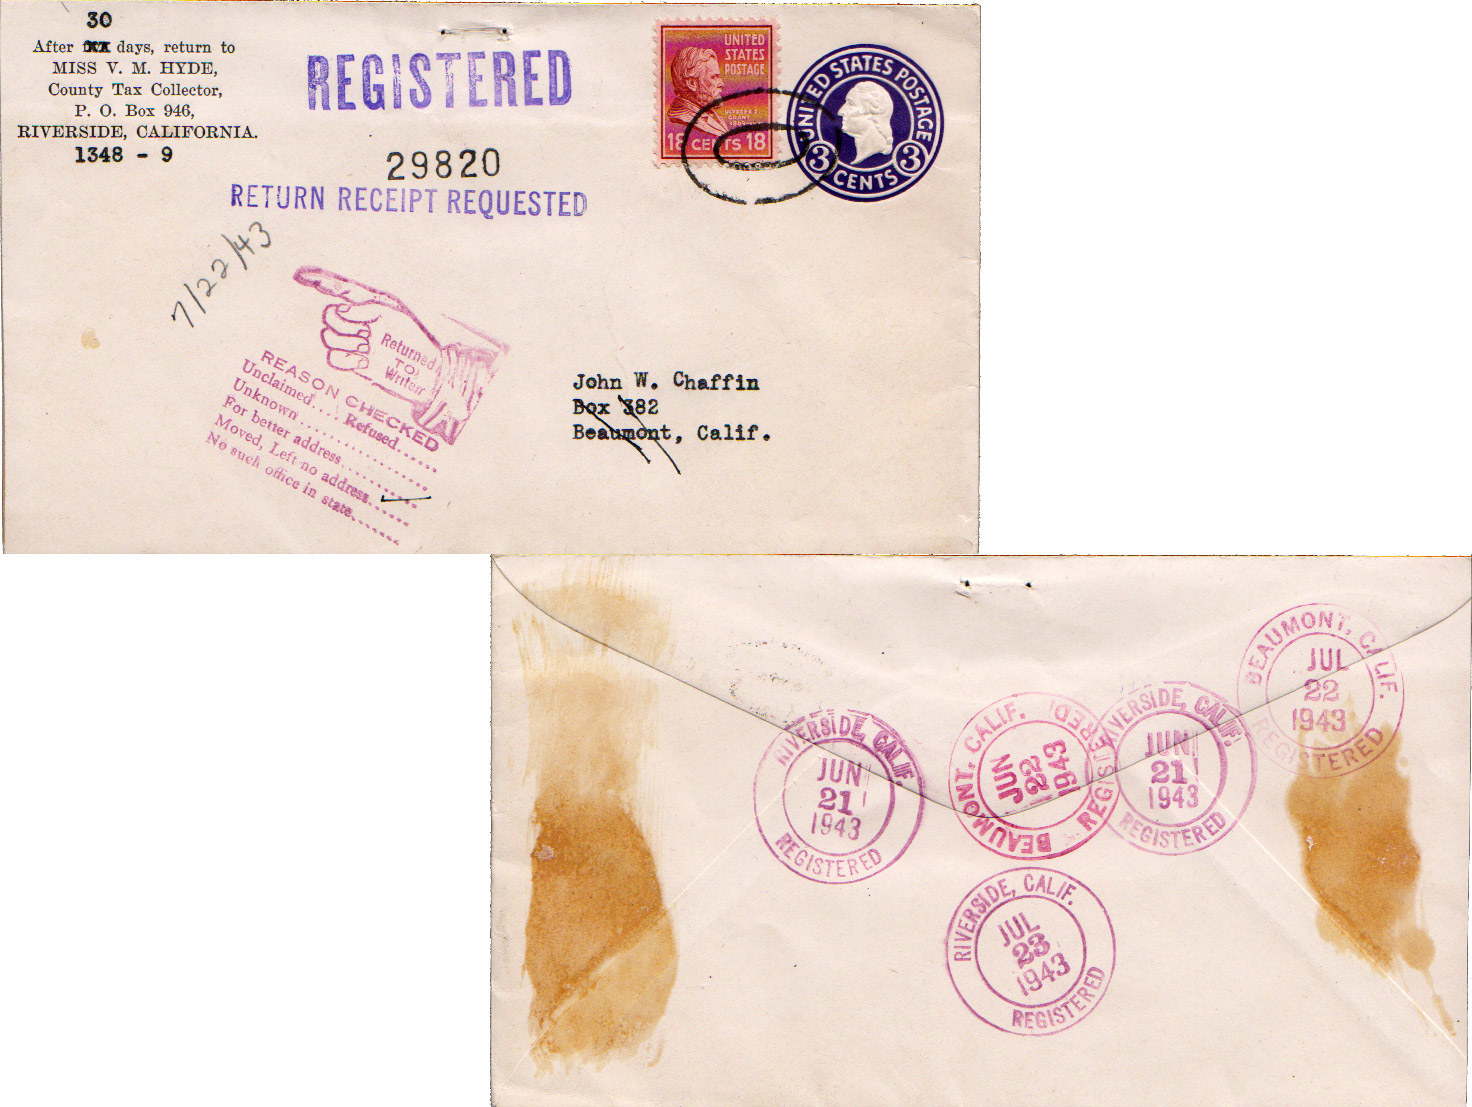 30
After xxx days, return to
MISS V. M. HYDE,
County Tax Collector,
P. O. Box 946,
RIVERSIDE, CALIFORNIA.
1348 - 9
REGISTERED
29820
RETURN RECEIPT REQUESTED
UNITED
STATES
POSTAGE
ULYSSES S.
GRANT
18 CENTS 18
UNITED STATES POSTAGE
3 CENTS 3
7/22/43
Returned
TO
Writer
REASON CHECKED
Unclaimed.... Refused......
Unknown
For better address
Moved, Left no address
No such office in state
John W. Chaffin
Box 382
Beaumont, Calif.
BEAUMONT, CALIF.
JUL
22
1943
REGISTERED
RIVERSIDE, CALIF.
JUN
21
1943
REGISTERED
BEAUMONT, CALIF.
JUN
22
1943
REGISTERED
RIVERSIDE, CALIF.
JUN
21
1943
REGISTERED
RIVERSIDE, CALIF.
JUL
23
1943
REGISTERED